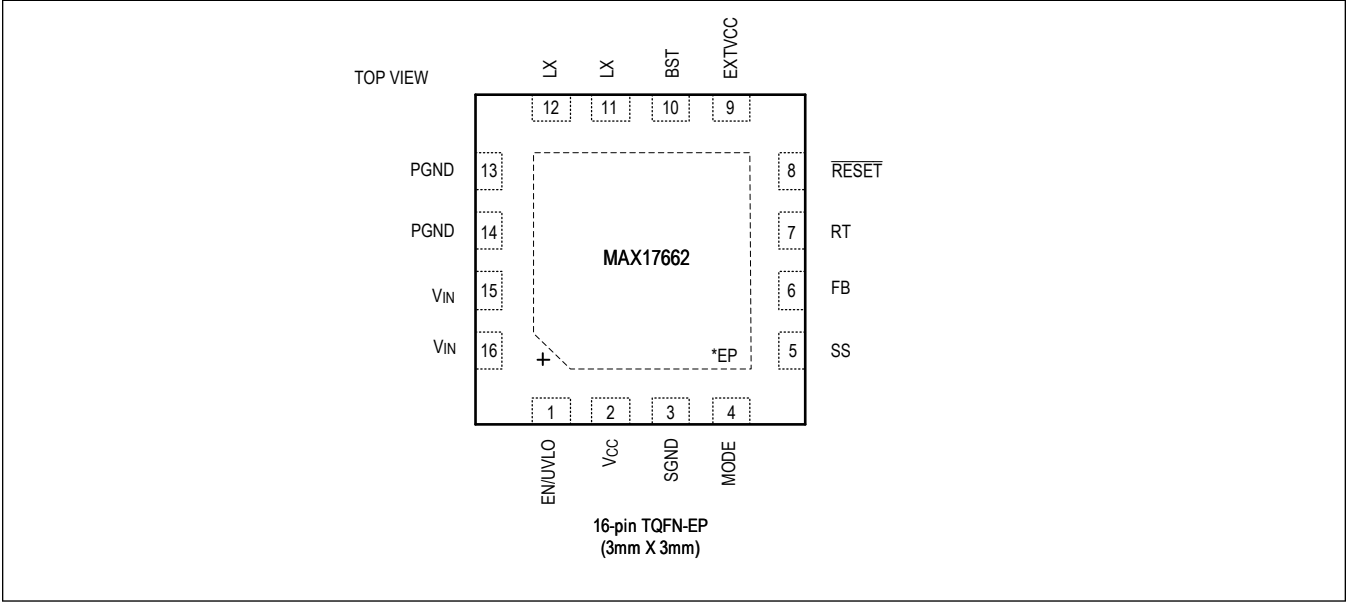 TOP VIEW
LX
LX
BST
EXTVCC
12
11
10
9
PGND
13
8
RESET
PGND
14
7
RT
MAX17662
VIN
15
6
FB
VIN
16
+
*EP
5
SS
1
2
3
4
EN/UVLO
VCC
SGND
MODE
16-pin TQFN-EP
(3mm X 3mm)